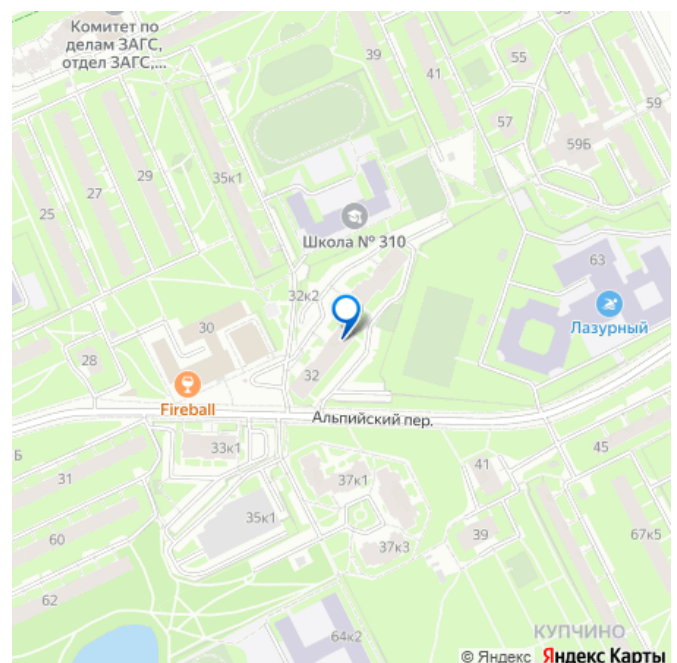 Комитет по
делам ЗАГС,
отдел ЗАГС,...
39
41
55
59
57
59Б
35к1
29
27
25
Школа № 310
63
Лазурный
32к2
30
28
32
Fireball
Альпийский пер.
33к1
Б
31
45
41
37к1
35к1
60
39
67к5
37к3
62
64к2
КУПЧИНО
© Яндекс Яндекс Карты